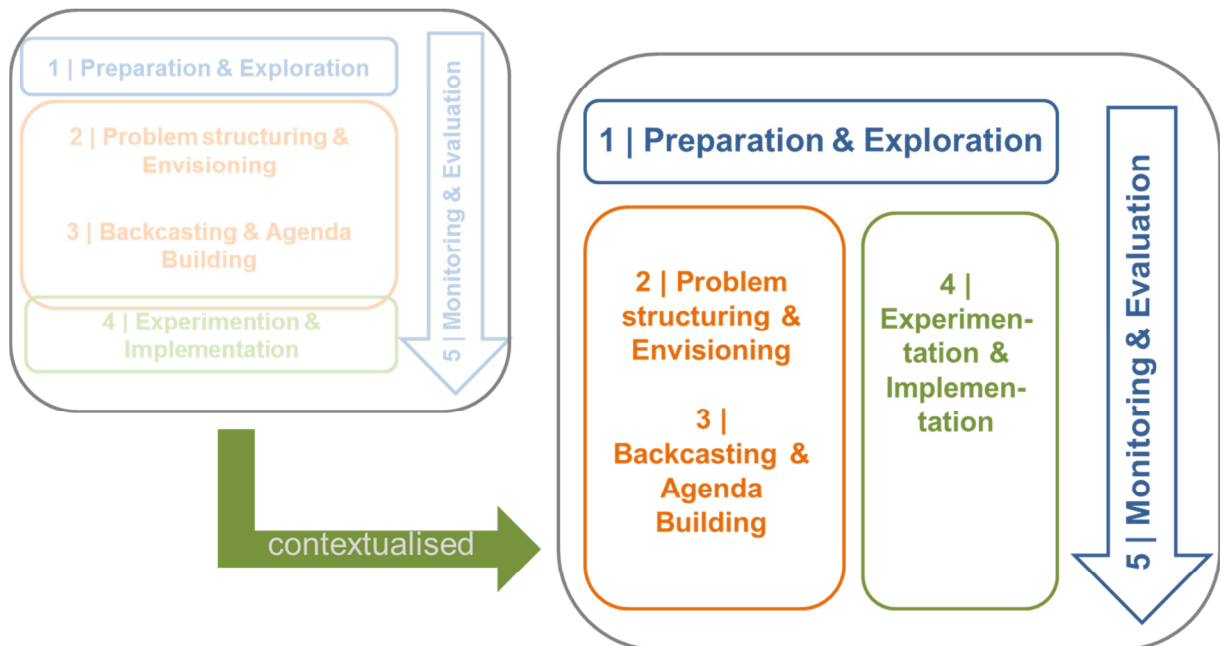 1 | Preparation & Exploration
2 | Problem structuring &
Envisioning
3 | Backcasting & Agenda
Building
4 | Experimention &
Implementation
5 | Monitoring & Evaluation
contextualised
1 | Preparation & Exploration
2 | Problem
structuring &
Envisioning
3 |
Backcasting &
Agenda
Building
4 |
Experimen-
tation &
Implemen-
tation
5 | Monitoring & Evaluation